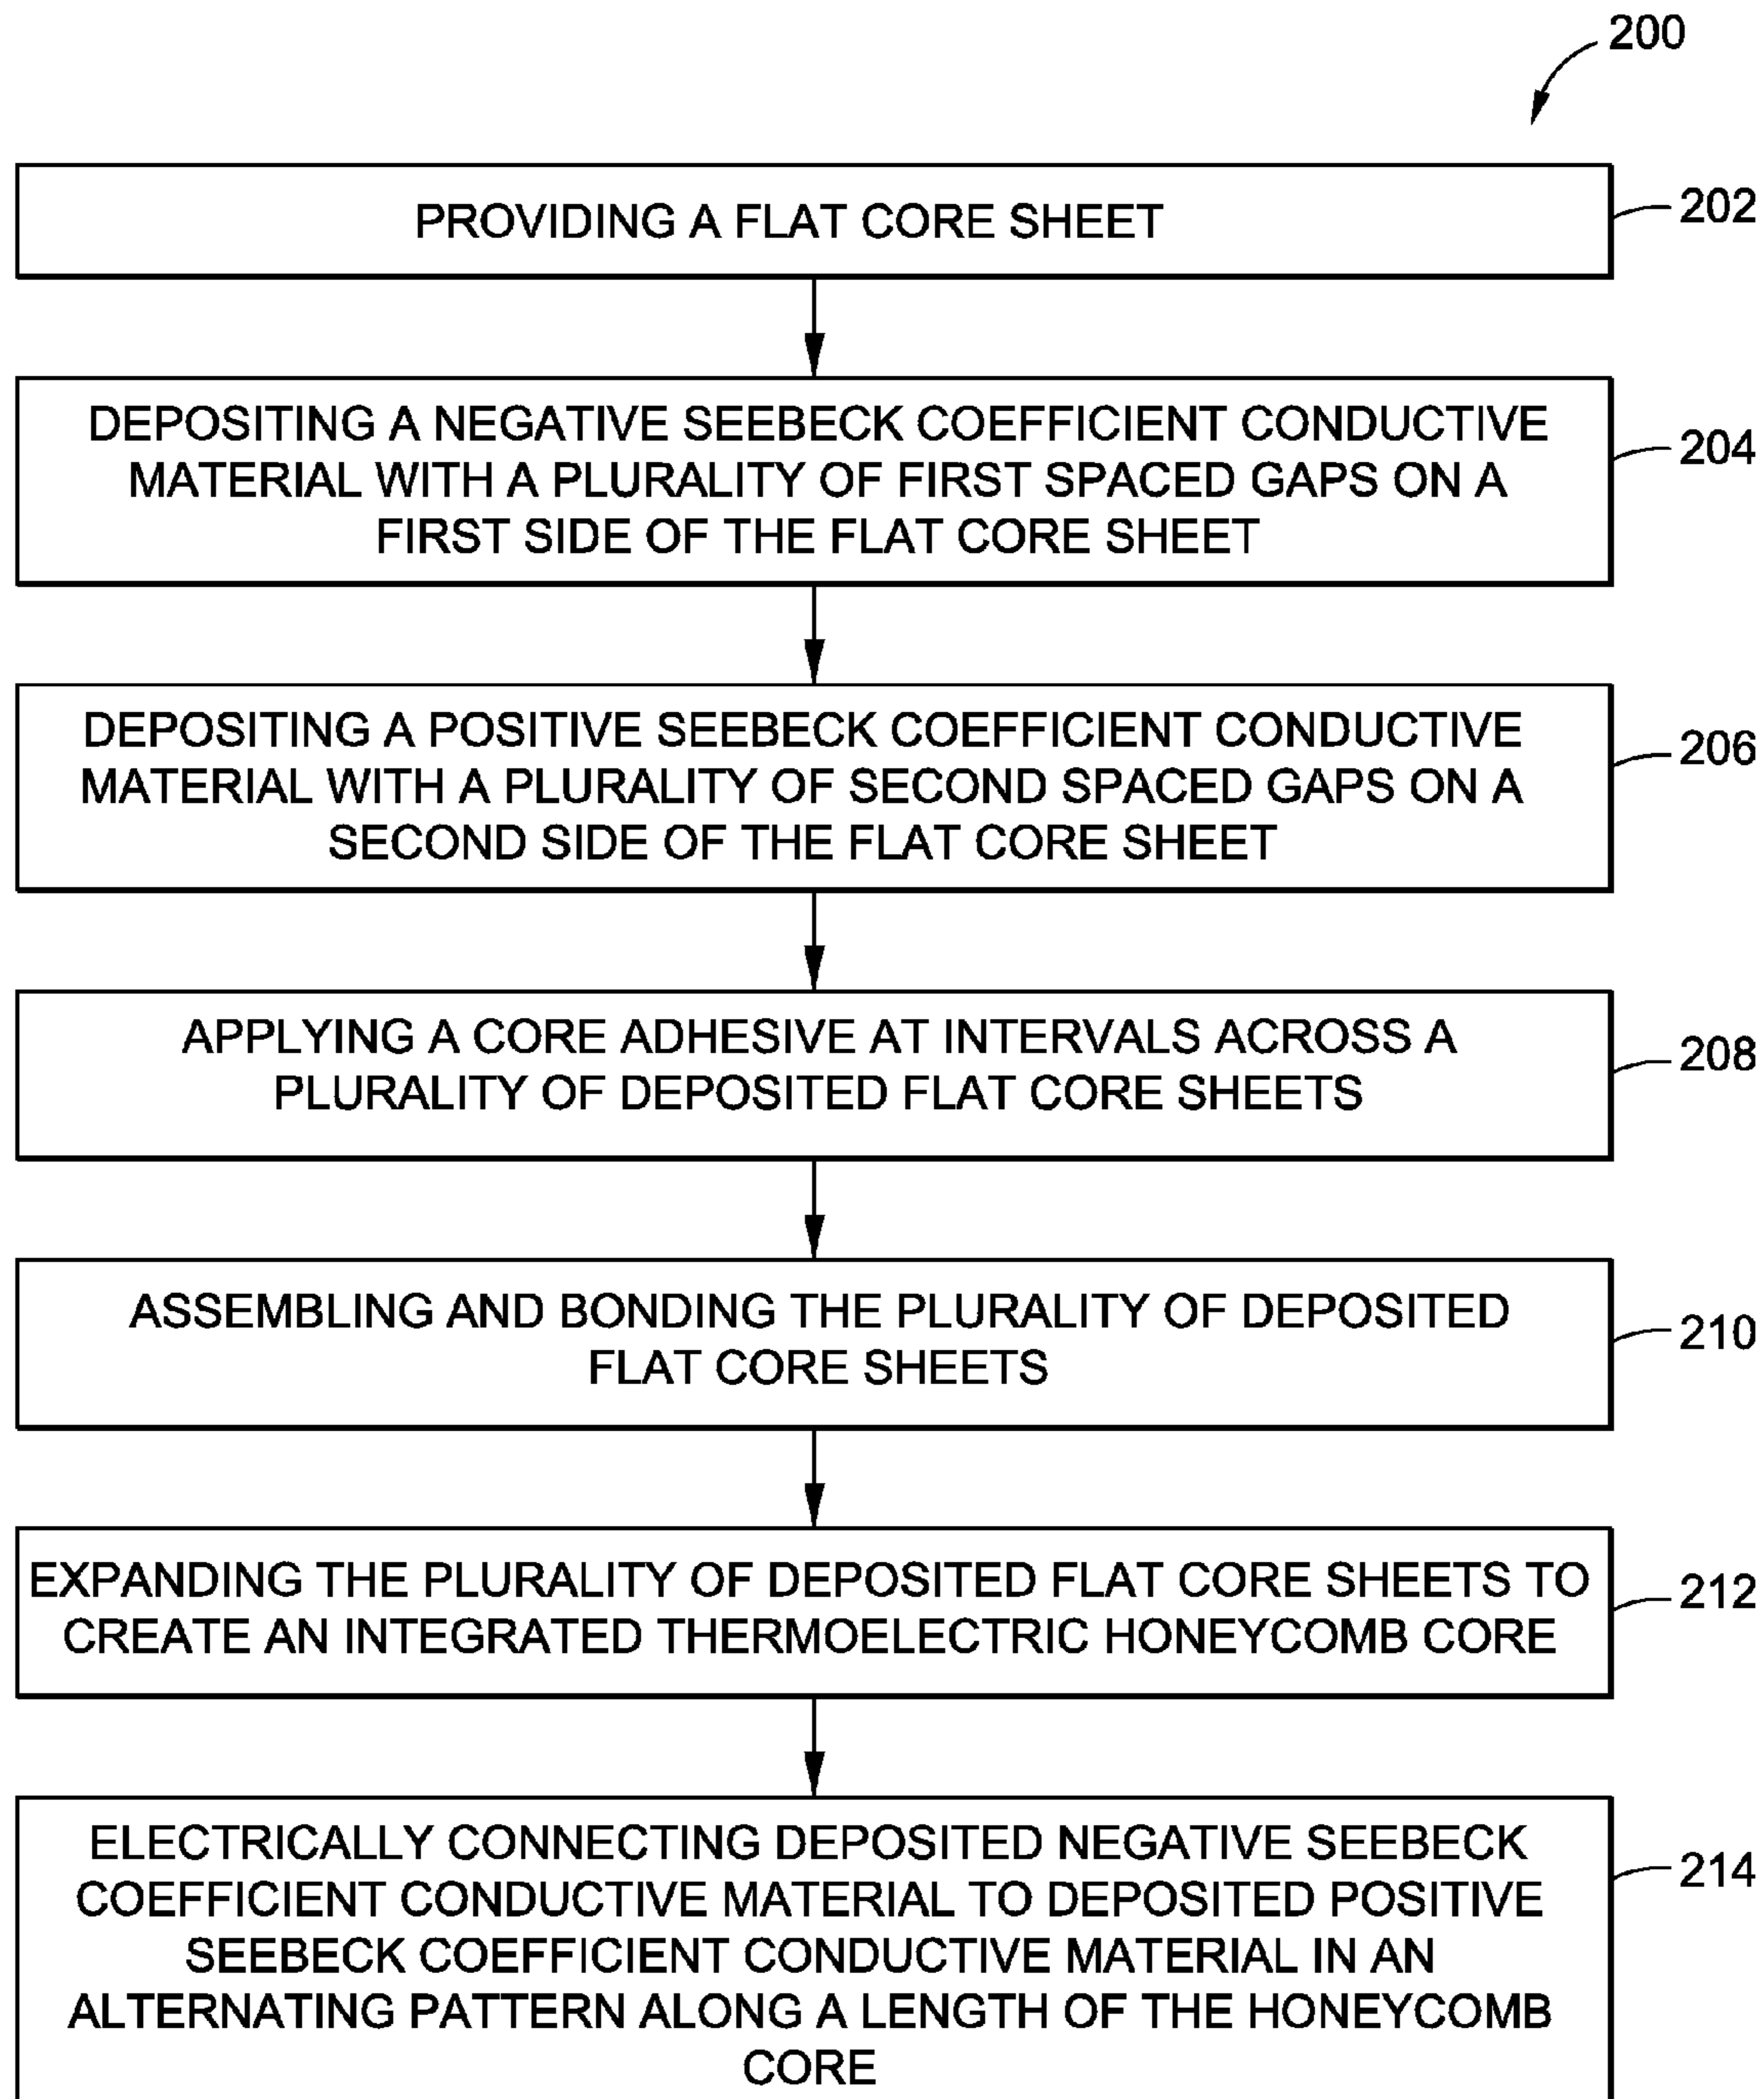 200
PROVIDING A FLAT CORE SHEET
202
DEPOSITING A NEGATIVE SEEBECK COEFFICIENT CONDUCTIVE
MATERIAL WITH A PLURALITY OF FIRST SPACED GAPS ON A
FIRST SIDE OF THE FLAT CORE SHEET
204
DEPOSITING A POSITIVE SEEBECK COEFFICIENT CONDUCTIVE
MATERIAL WITH A PLURALITY OF SECOND SPACED GAPS ON A
SECOND SIDE OF THE FLAT CORE SHEET
206
APPLYING A CORE ADHESIVE AT INTERVALS ACROSS A
PLURALITY OF DEPOSITED FLAT CORE SHEETS
208
ASSEMBLING AND BONDING THE PLURALITY OF DEPOSITED
FLAT CORE SHEETS
210
EXPANDING THE PLURALITY OF DEPOSITED FLAT CORE SHEETS TO
CREATE AN INTEGRATED THERMOELECTRIC HONEYCOMB CORE
212
ELECTRICALLY CONNECTING DEPOSITED NEGATIVE SEEBECK
COEFFICIENT CONDUCTIVE MATERIAL TO DEPOSITED POSITIVE
SEEBECK COEFFICIENT CONDUCTIVE MATERIAL IN AN
ALTERNATING PATTERN ALONG A LENGTH OF THE HONEYCOMB
CORE
214